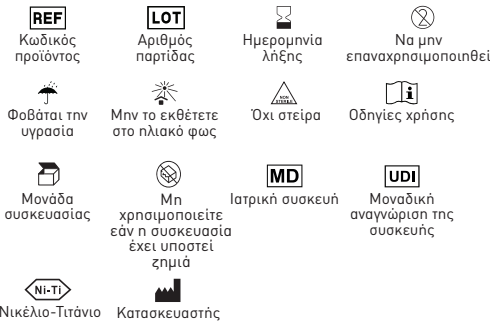 REF LOT
Κωδικός Αριθμός Ημερομηνία Να μην
προϊόντος παρτίδας λήξης επαναχρησιμοποιηθεί
NON
STERILE
Φοβάται την Μην το εκθέτετε Όχι στείρα Οδηγίες χρήσης
υγρασία στο ηλιακό φως
MD UDI
Μονάδα Μη Ιατρική συσκευή Μοναδική
συσκευασίας χρησιμοποιείτε αναγνώριση της
εάν η συσκευασία συσκευής
έχει υποστεί
ζημιά
Ni-Ti
Νικέλιο-Τιτάνιο Κατασκευαστής